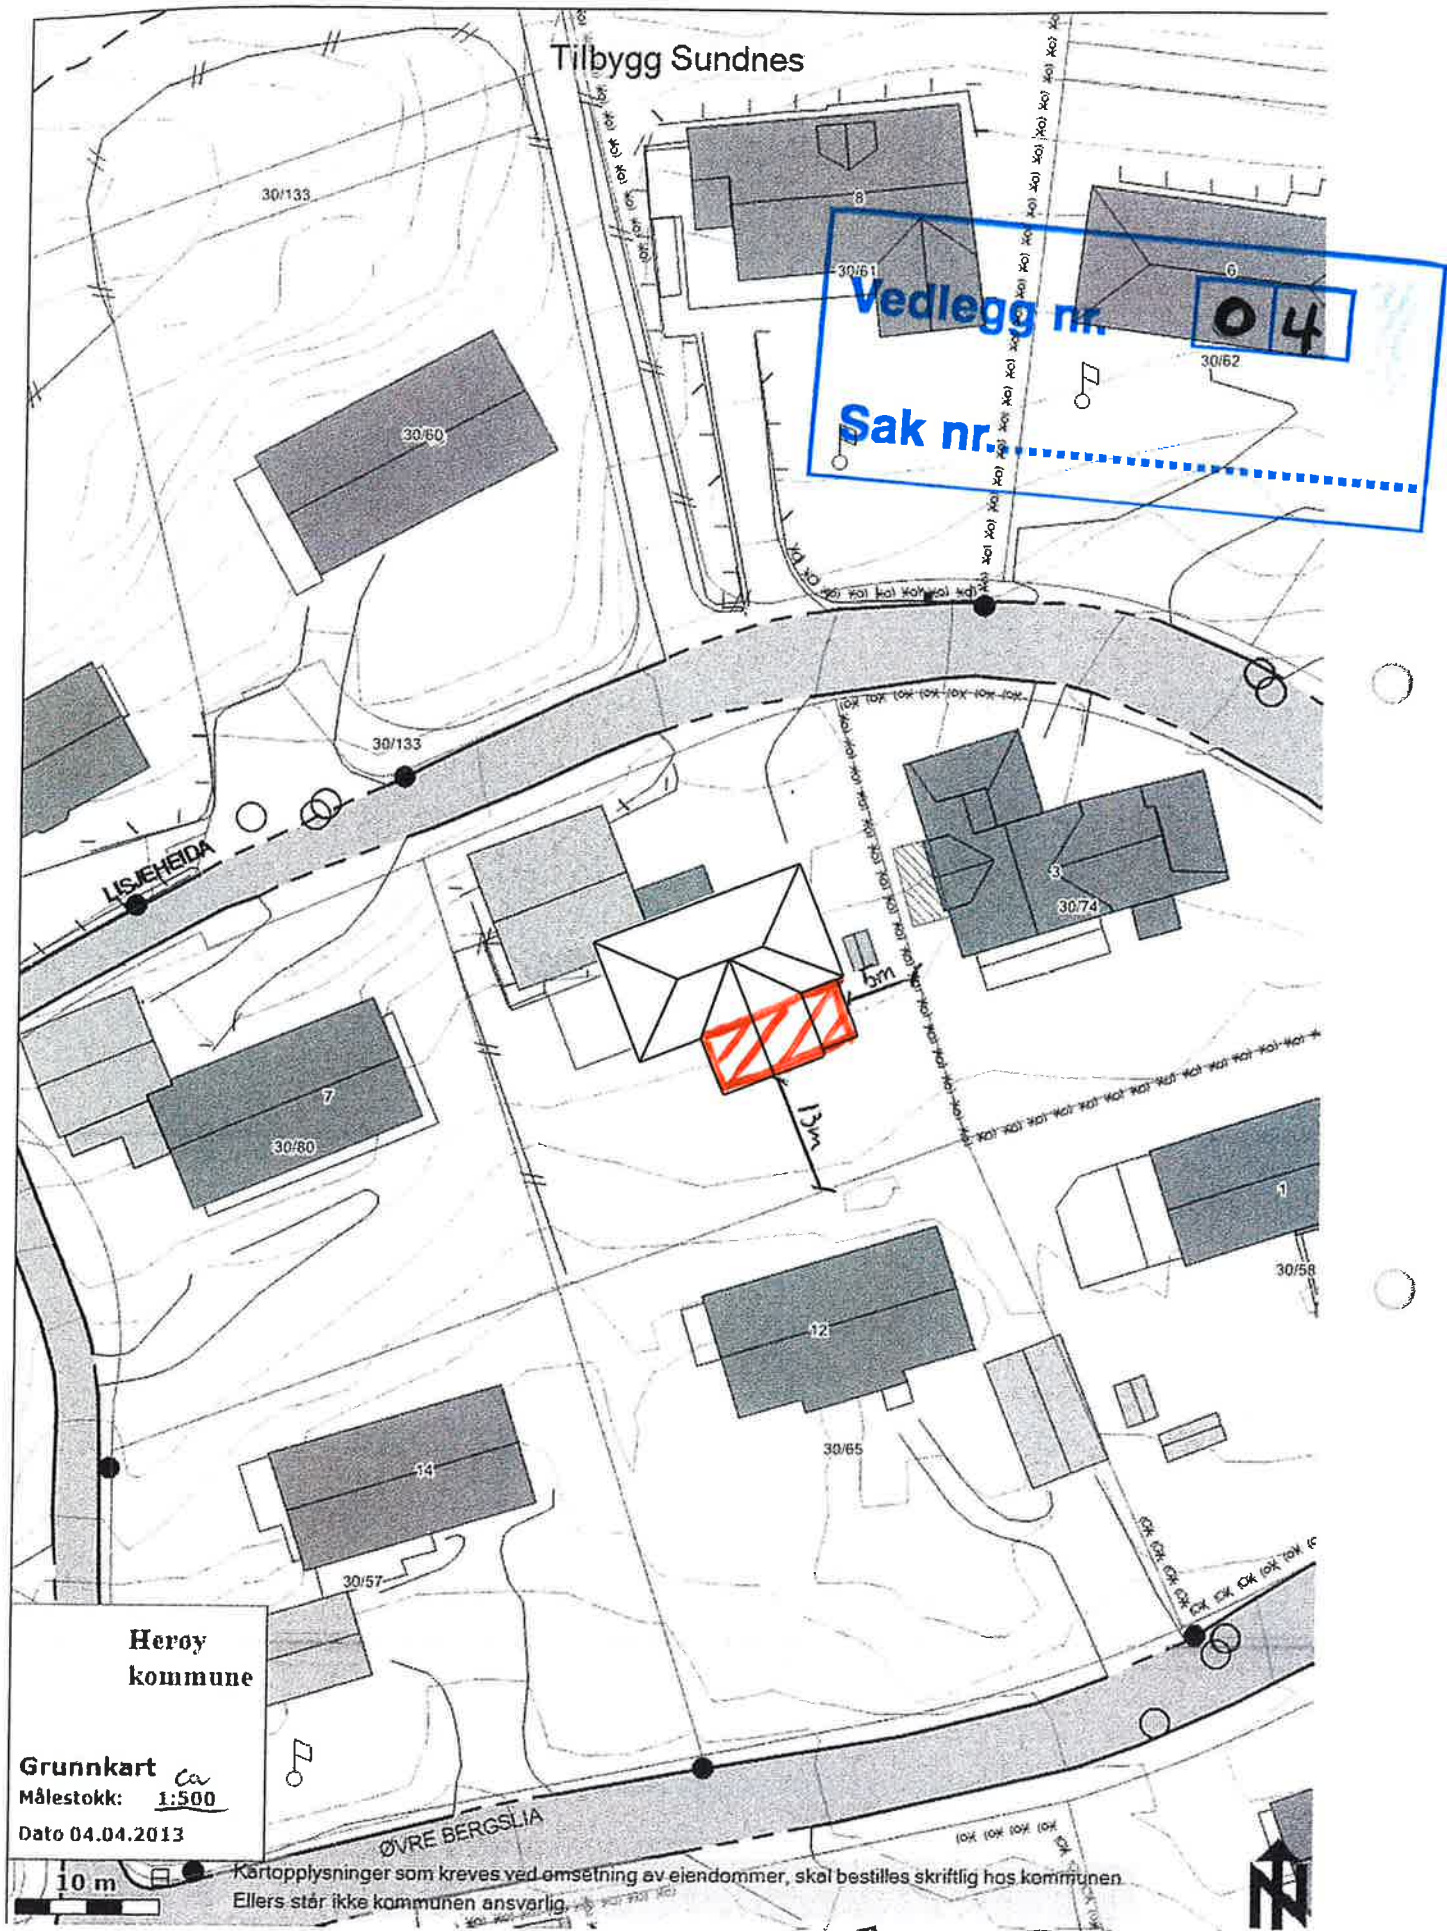 Tilbygg Sundnes
30/133
8
30/61
6
Vedlegg nr. 04
30/62
30/60
Sak nr.
30/133
LISJEHEIDA
3
30/74
7
30/80
13m
1
30/58
12
14
30/65
30/57
Herøy
kommune
Grunnkart
ca
Målestokk: 1:500
Dato 04.04.2013
ØVRE BERGSLIA
10 m
Kartopplysninger som kreves ved omsetning av eiendommer, skal bestilles skriftlig hos kommunen
Ellers står ikke kommunen ansvarlig.
N